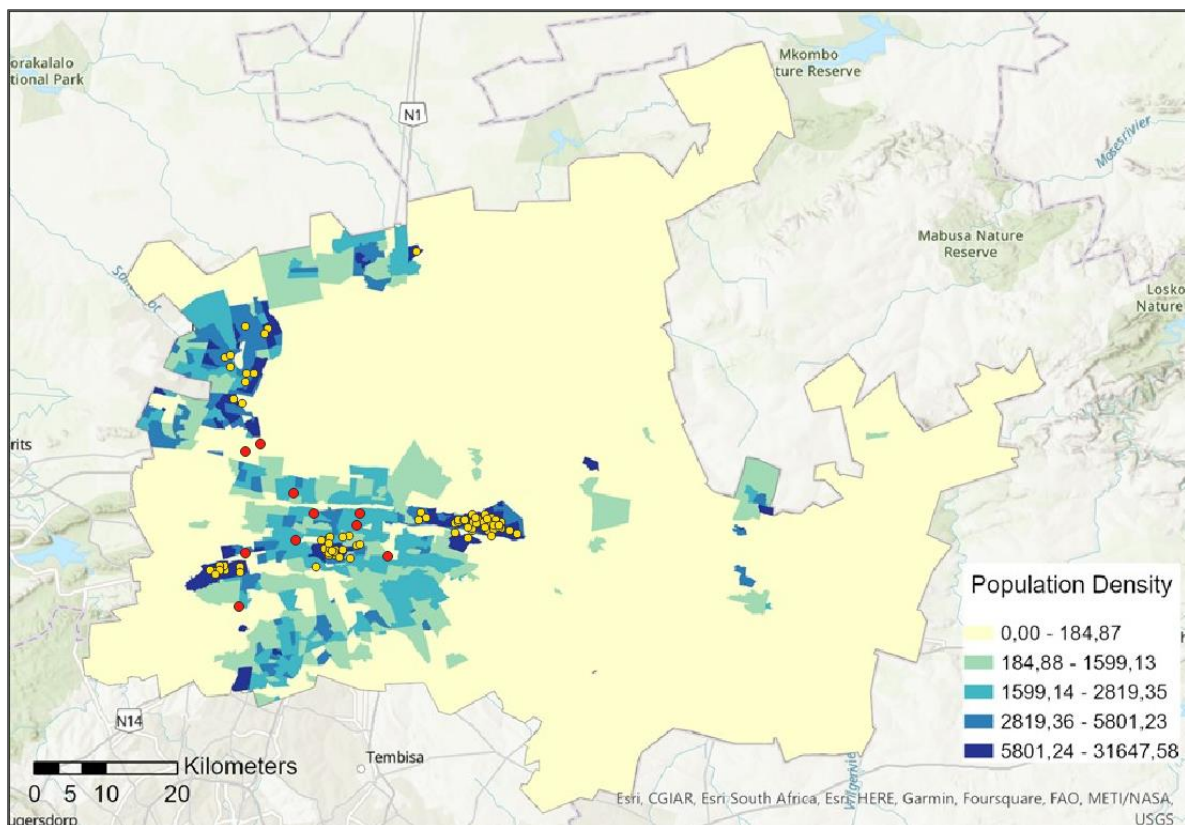 orakalalo
tional Park
N1
Mkombo
ture Reserve
Mosesrivier
Mabusa Nature
Reserve
Losko
Nature
rits
N14
Tembisa
Kilometers
0 5 10 20
ugersdorp
Population Density
0,00 - 184,87
184,88 - 1599,13
1599,14 - 2819,35
2819,36 - 5801,23
5801,24 - 31647,58
Esri, CGIAR, Esri South Africa, Esri, HERE, Garmin, Foursquare, FAO, METI/NASA,
USGS